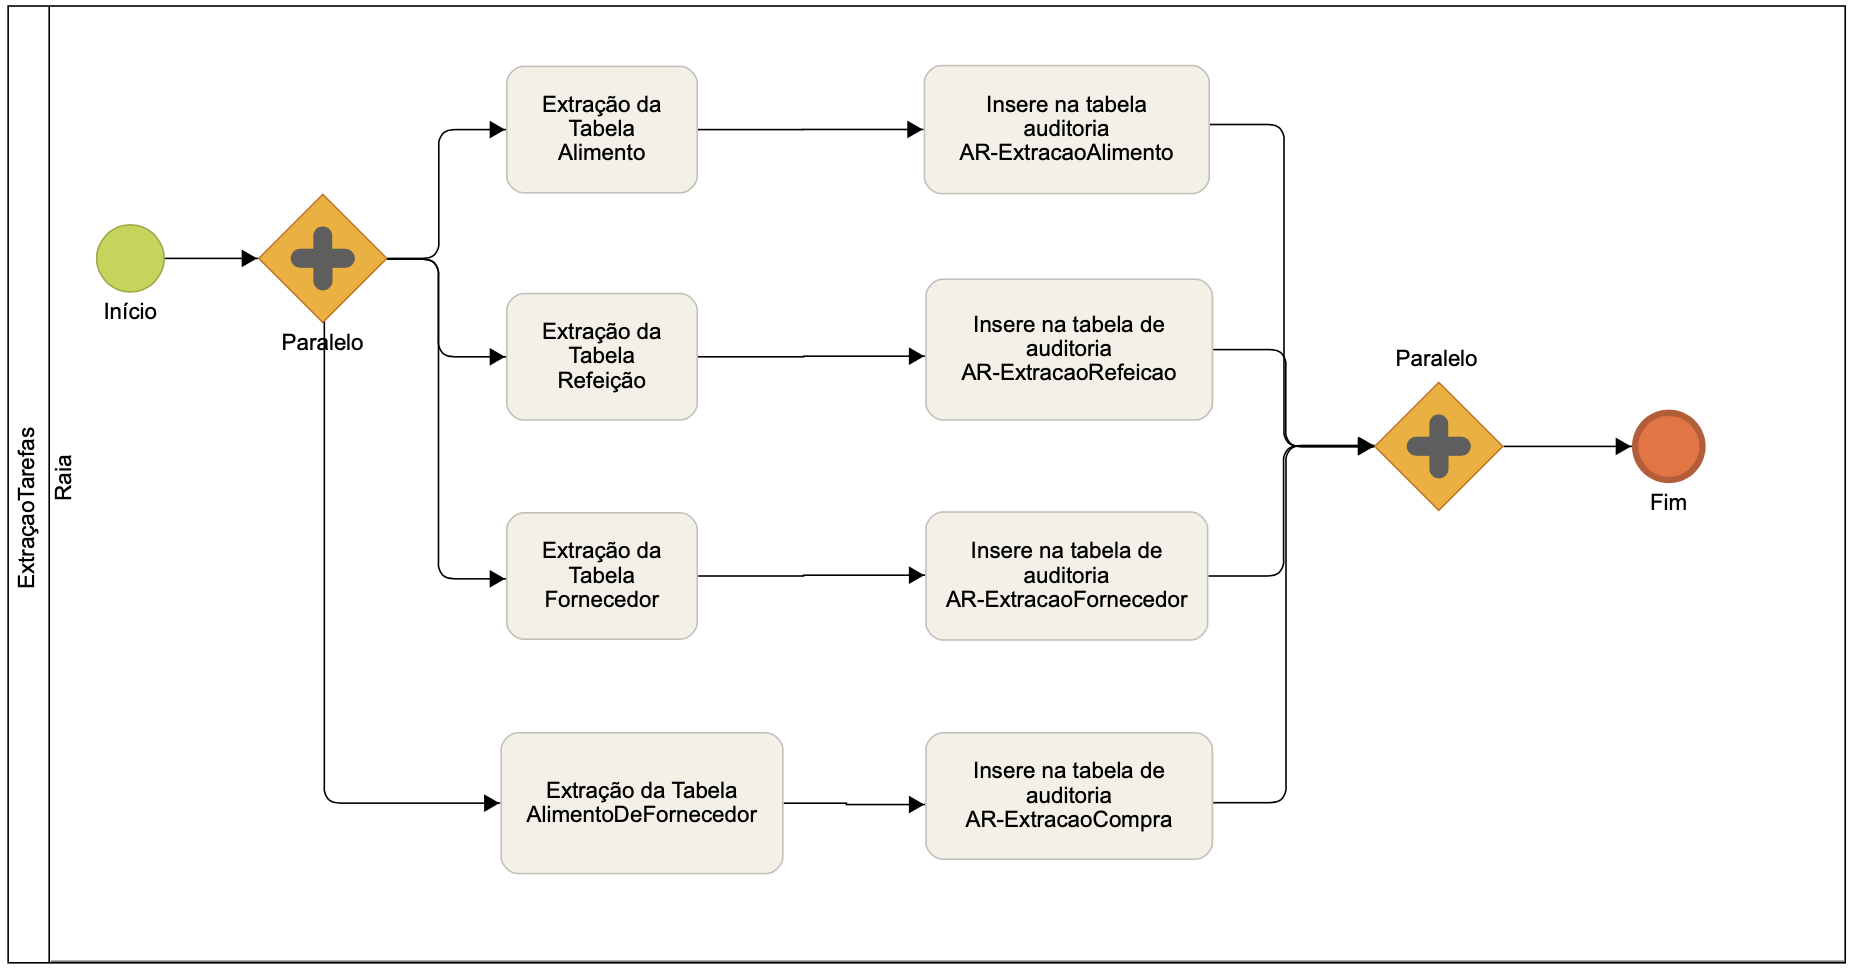 ExtraçaoTarefas
Raia
Início
Paralelo
Extração da
Tabela
Alimento
Insere na tabela
auditoria
AR-ExtracaoAlimento
Extração da
Tabela
Refeição
Insere na tabela de
auditoria
AR-ExtracaoRefeicao
Extração da
Tabela
Fornecedor
Insere na tabela de
auditoria
AR-ExtracaoFornecedor
Extração da Tabela
AlimentoDeFornecedor
Insere na tabela de
auditoria
AR-ExtracaoCompra
Paralelo
Fim